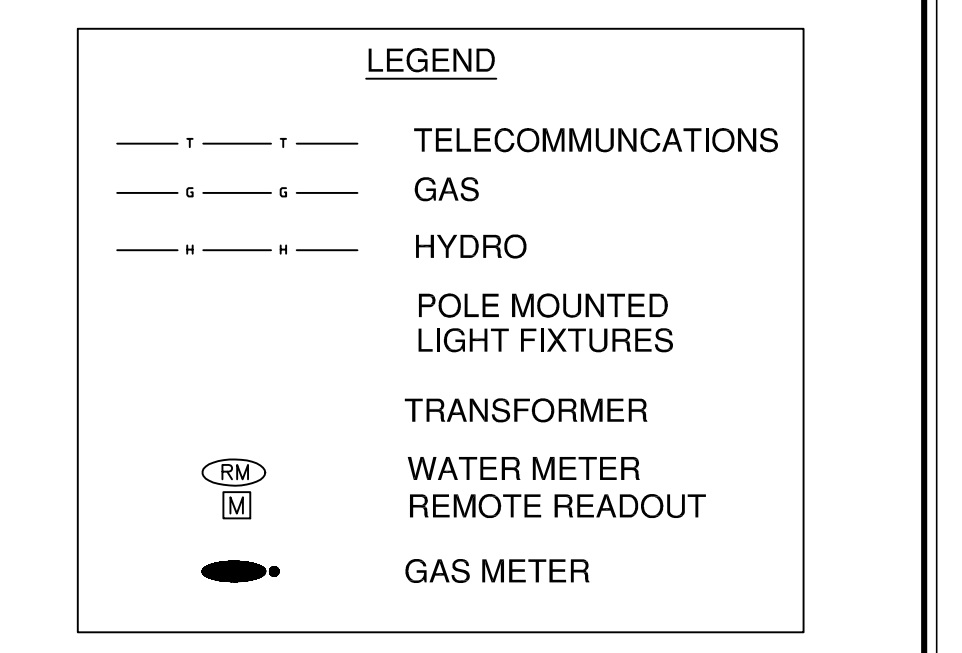 LEGEND
T T TELECOMMUNCATIONS
G G GAS
H H HYDRO
POLE MOUNTED
LIGHT FIXTURES
TRANSFORMER
RM WATER METER
M REMOTE READOUT
GAS METER